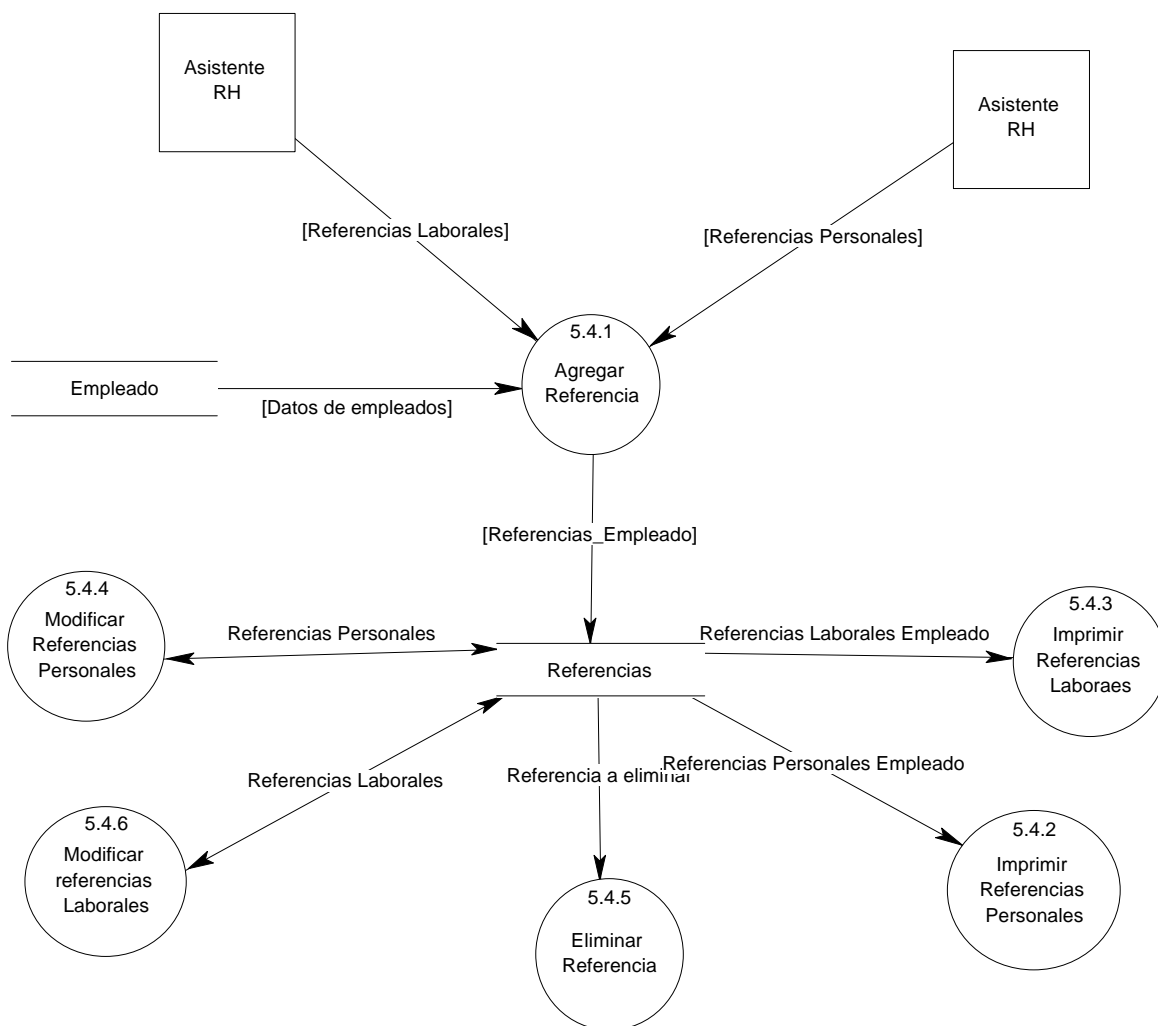 Asistente
RH
Asistente
RH
[Referencias Laborales]
[Referencias Personales]
5.4.1
Agregar
Referencia
Empleado
[Datos de empleados]
[Referencias_Empleado]
5.4.4
Modificar
Referencias
Personales
Referencias Personales
Referencias
Referencias Laborales Empleado
5.4.3
Imprimir
Referencias
Laboraes
Referencias Laborales
Referencia a eliminar
Referencias Personales Empleado
5.4.6
Modificar
referencias
Laborales
5.4.5
Eliminar
Referencia
5.4.2
Imprimir
Referencias
Personales